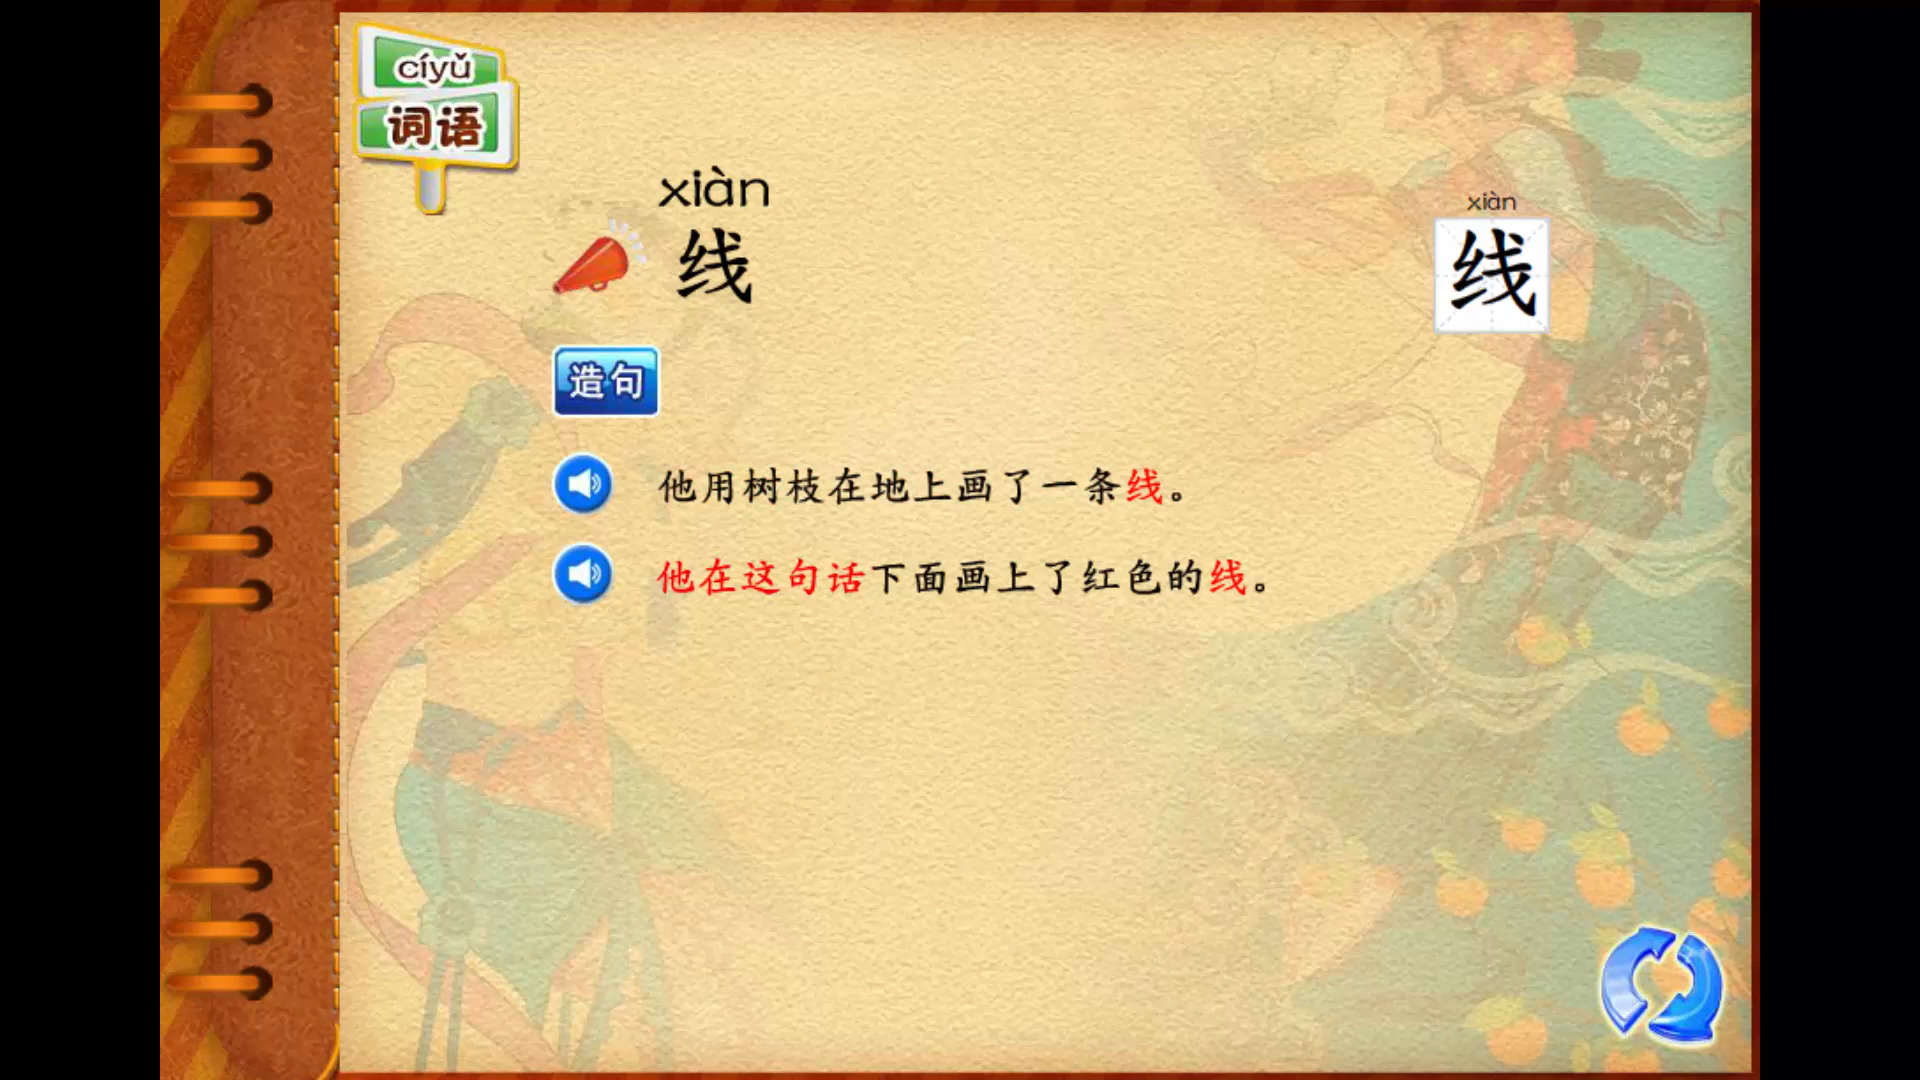 cíyǔ
词语
xiàn
线
xiàn
线
造句
他用树枝在地上画了一条线。
他在这句话下面画上了红色的线。